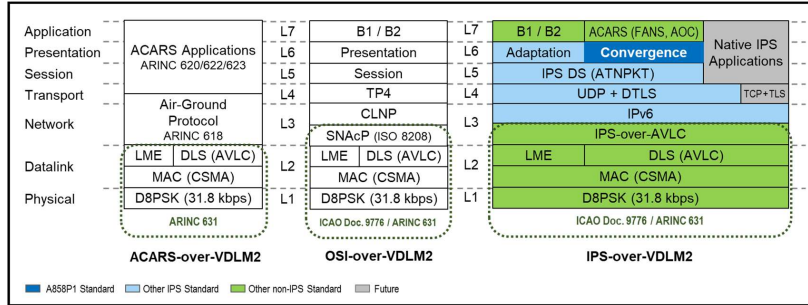 Application
Presentation
Session
Transport
Network
Datalink
Physical
ACARS Applications
ARINC 620/622/623
Air-Ground
Protocol
ARINC 618
LME DLS (AVLC)
MAC (CSMA)
D8PSK (31.8 kbps)
ARINC 631
ACARS-over-VDLM2
L7
L6
L5
L4
L3
L2
L1
B1 / B2
Presentation
Session
TP4
CLNP
SNAcP (ISO 8208)
LME DLS (AVLC)
MAC (CSMA)
D8PSK (31.8 kbps)
ICAO Doc. 9776 / ARINC 631
OSI-over-VDLM2
L7
L6
L5
L4
L3
L2
L1
B1 / B2 ACARS (FANS, AOC)
Adaptation Convergence
Native IPS
Applications
IPS DS (ATNPKT)
UDP + DTLS TCP+TLS
IPv6
IPS-over-AVLC
LME DLS (AVLC)
MAC (CSMA)
D8PSK (31.8 kbps)
ICAO Doc. 9776 / ARINC 631
IPS-over-VDLM2
A858P1 Standard Other IPS Standard Other non-IPS Standard Future